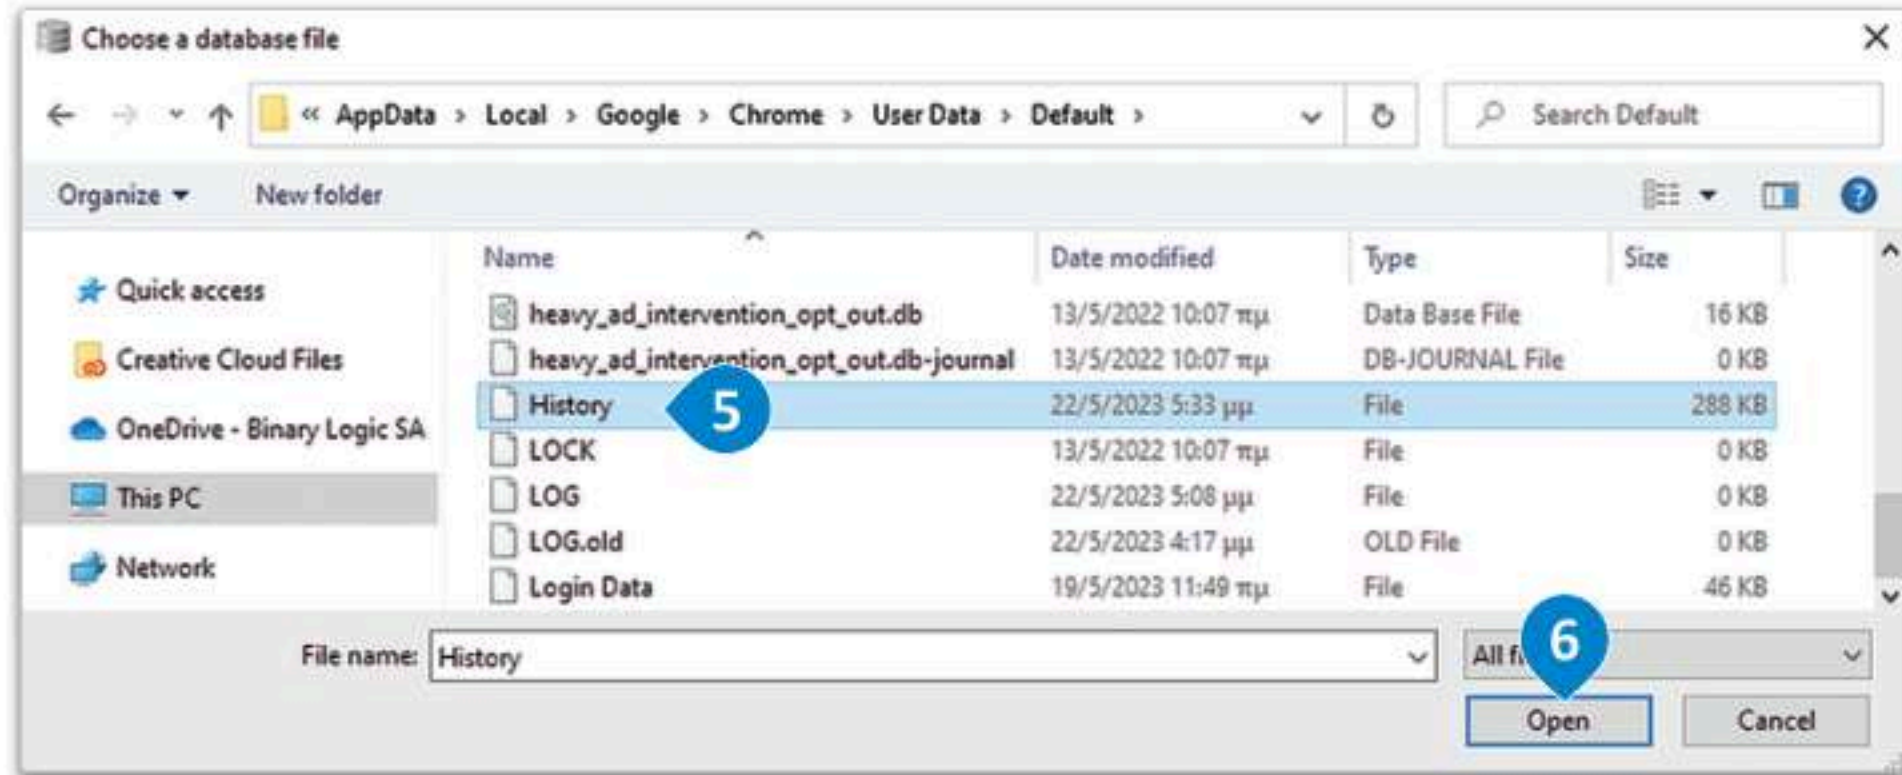 Choose a database file
« AppData > Local > Google > Chrome > User Data > Default >
Search Default
Organize
New folder
Name Date modified Type Size
Quick access
Creative Cloud Files
OneDrive - Binary Logic SA
This PC
Network
heavy_ad_intervention_opt_out.db 13/5/2022 10:07 πμ Data Base File 16 KB
heavy_ad_intervention_opt_out.db-journal 13/5/2022 10:07 πμ DB-JOURNAL File 0 KB
History 5 22/5/2023 5:33 μμ File 288 KB
LOCK 13/5/2022 10:07 πμ File 0 KB
LOG 22/5/2023 5:08 μμ File 0 KB
LOG.old 22/5/2023 4:17 μμ OLD File 0 KB
Login Data 19/5/2023 11:49 πμ File 46 KB
File name: History
All 6
Open Cancel